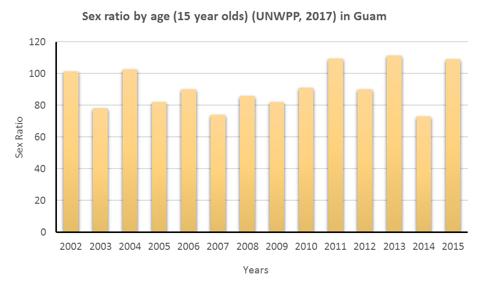 Sex ratio by age (15 year olds) (UNWPP, 2017) in Guam
120
100
80
60
40
20
0
Sex Ratio
2002 2003 2004 2005 2006 2007 2008 2009 2010 2011 2012 2013 2014 2015
Years